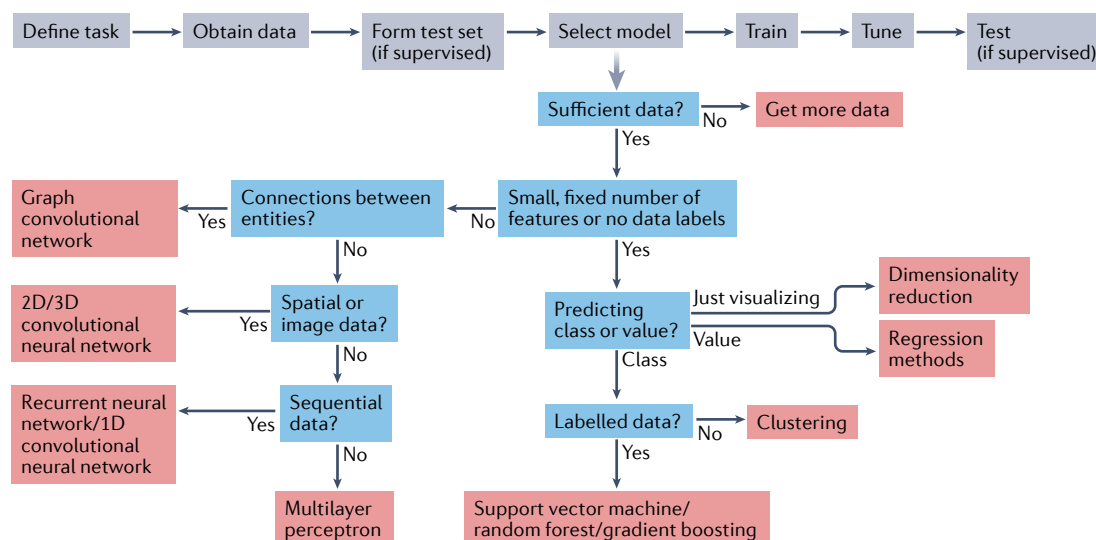 Define task
Obtain data
Form test set
(if supervised)
Select model
Train
Tune
Test
(if supervised)
Sufficient data?
No
Get more data
Yes
Graph
convolutional
network
Yes
Connections between
entities?
No
Small, fixed number of
features or no data labels
No
Yes
2D/3D
convolutional
neural network
Yes
Spatial or
image data?
Predicting
class or value?
Just visualizing
Dimensionality
reduction
Value
Regression
methods
No
Class
Recurrent neural
network/1D
convolutional
neural network
Yes
Sequential
data?
Labelled data?
No
Clustering
No
Yes
Multilayer
perceptron
Support vector machine/
random forest/gradient boosting